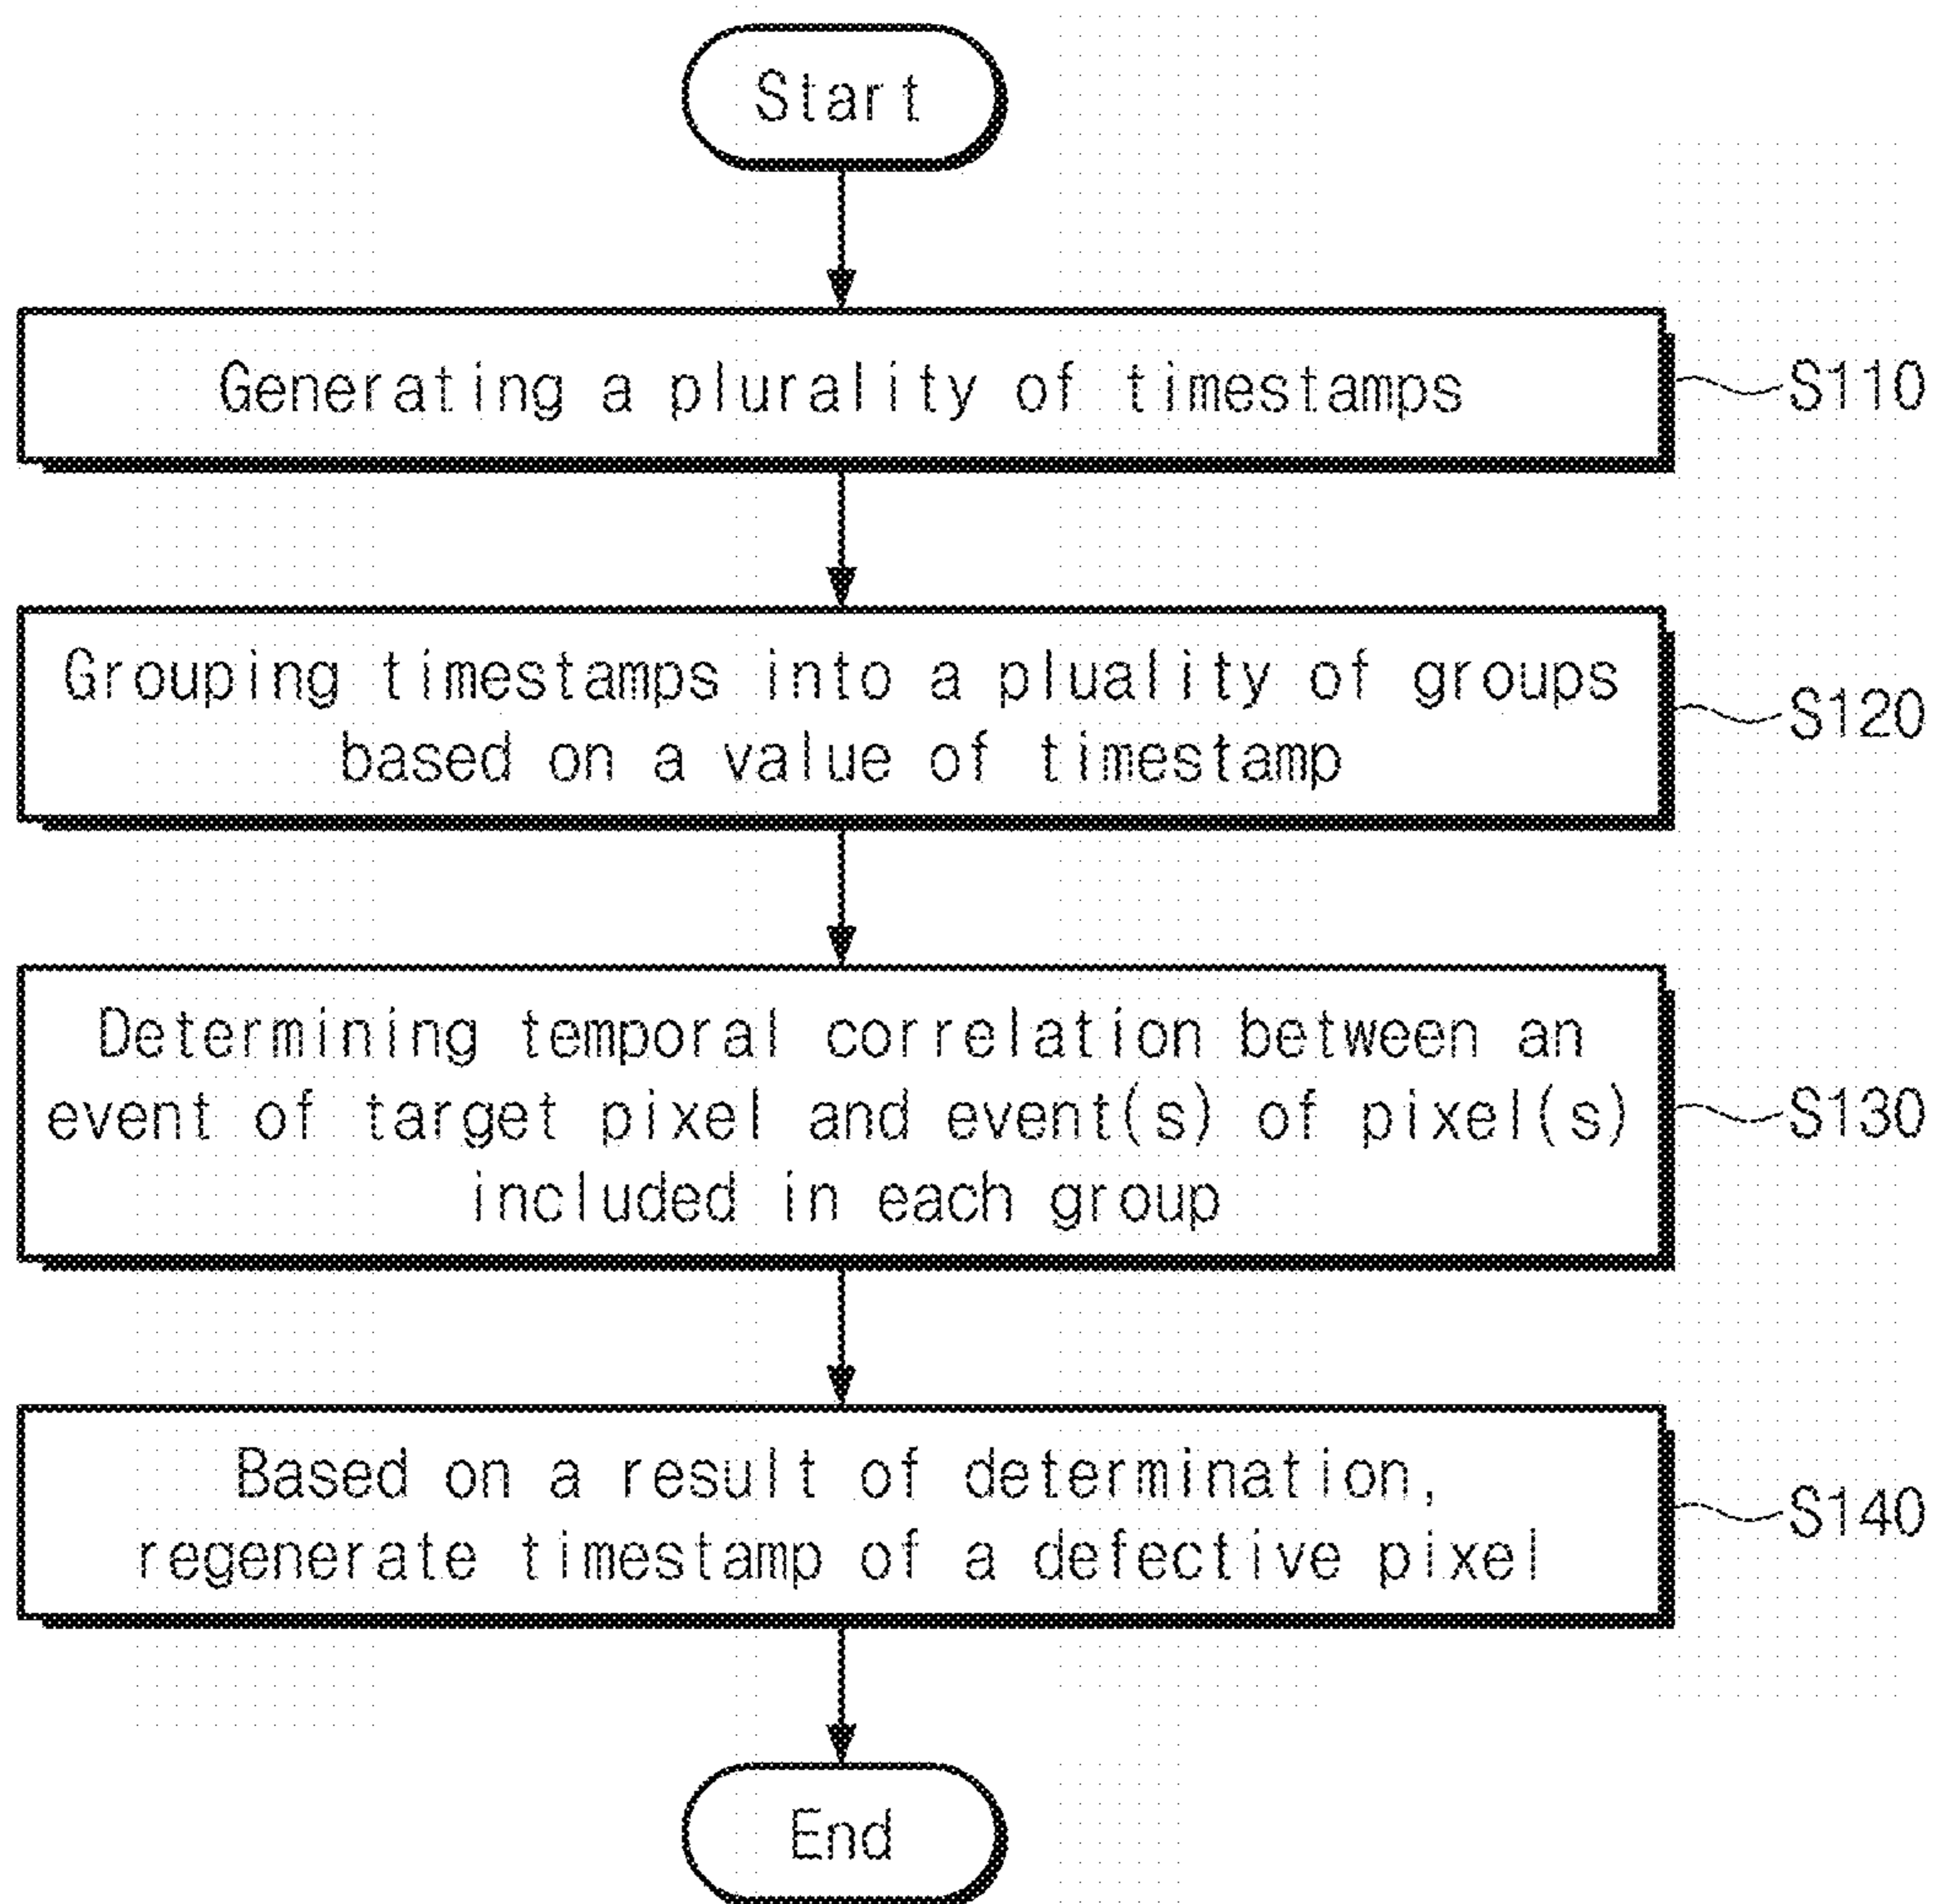 Start
Generating a plurality of timestamps
S110
Grouping timestamps into a pluality of groups
based on a value of timestamp
S120
Determining temporal correlation between an
event of target pixel and event(s) of pixel(s)
included in each group
S130
Based on a result of determination,
regenerate timestamp of a defective pixel
S140
End